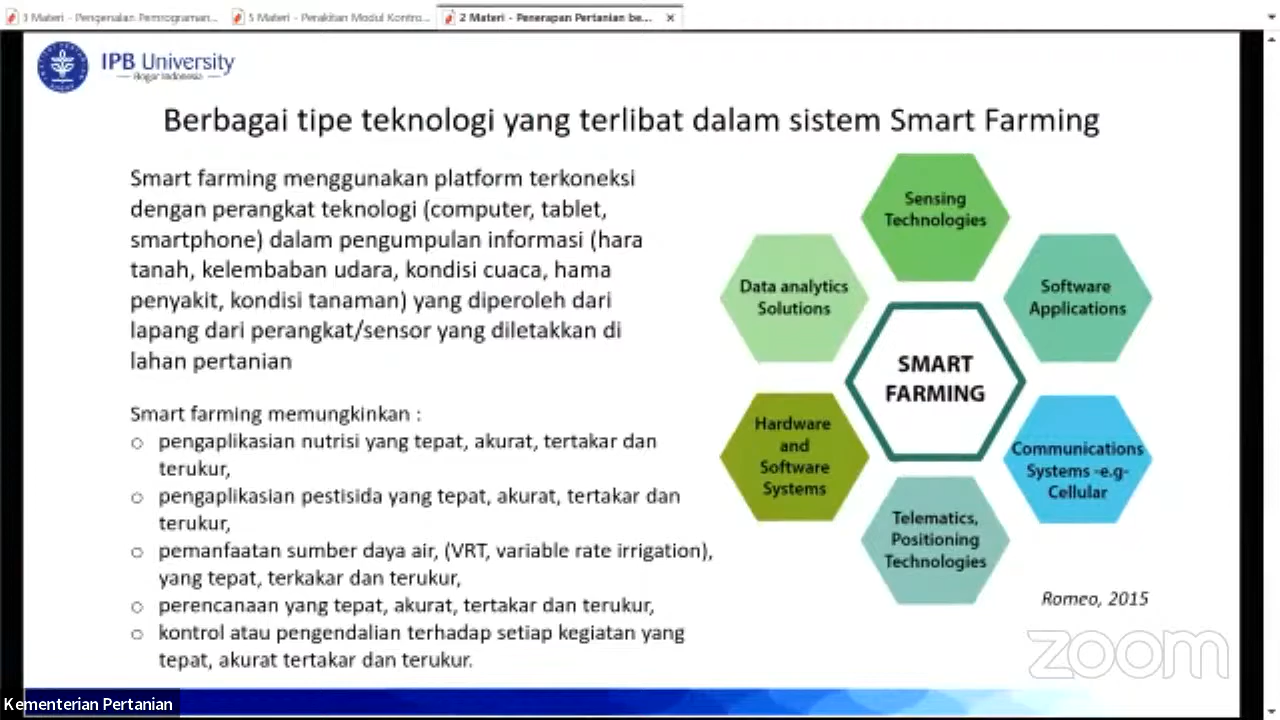 3 Materi - Pengenalan Pemrograman...
5 Materi - Perakitan Modul Kontro...
2 Materi - Penerapan Pertanian be...
IPB University
Bogor Indonesia
Berbagai tipe teknologi yang terlibat dalam sistem Smart Farming
Smart farming menggunakan platform terkoneksi
dengan perangkat teknologi (computer, tablet,
smartphone) dalam pengumpulan informasi (hara
tanah, kelembaban udara, kondisi cuaca, hama
penyakit, kondisi tanaman) yang diperoleh dari
lapang dari perangkat/sensor yang diletakkan di
lahan pertanian
Smart farming memungkinkan :
o pengaplikasian nutrisi yang tepat, akurat, tertakar dan
terukur,
o pengaplikasian pestisida yang tepat, akurat, tertakar dan
terukur,
o pemanfaatan sumber daya air, (VRT, variable rate irrigation),
yang tepat, terkakar dan terukur,
o perencanaan yang tepat, akurat, tertakar dan terukur,
o kontrol atau pengendalian terhadap setiap kegiatan yang
tepat, akurat tertakar dan terukur.
Sensing
Technologies
Data analytics
Solutions
Software
Applications
SMART
FARMING
Hardware
and
Software
Systems
Communications
Systems -e.g-
Cellular
Telematics,
Positioning
Technologies
Romeo, 2015
zoom
Kementerian Pertanian